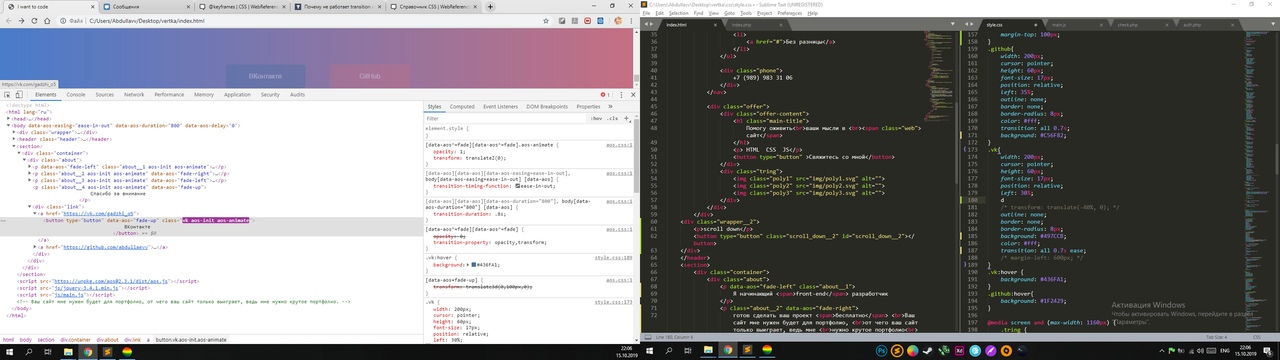 I want to code
Сообщения
@keyframes | CSS | WebReference
Почему не работает transition
Справочник CSS | WebReference
C:/Users/Abdullavv/Desktop/vertka/index.html
ВКонтакте
GitHub
https://vk.com/gadzhi_o5
Elements
Console
Sources
Network
Performance
Memory
Application
Security
Audits
<!doctype html>
<html lang="ru">
<head>…</head>
<body data-aos-easing="ease-in-out" data-aos-duration="800" data-aos-delay="0">
<div class="wrapper">…</div>
<header class="header">…</header>
<section>
<div class="container">
<div class="about">
<p data-aos="fade-left" class="about__1 aos-init aos-animate">…</p>
<p class="about__2 aos-init aos-animate" data-aos="fade-right">…</p>
<p class="about__3 aos-init aos-animate" data-aos="fade-left">…</p>
<p class="about__4 aos-init aos-animate" data-aos="fade-up">
Спасибо за внимание
</p>
<div class="link">
<a href="https://vk.com/gadzhi_o5">
<button type="button" data-aos="fade-up" class="vk aos-init aos-animate">
ВКонтакте
</button> == $0
</a>
<a href="https://github.com/abdullaevv">…</a>
</div>
</div>
</div>
</section>
<script src="https://unpkg.com/aos@2.3.1/dist/aos.js"></script>
<script src="js/jquery-3.4.1.min.js"></script>
<script src="js/main.js"></script>
<!-- Ваш сайт мне нужен будет для портфолио, от чего ваш сайт только выиграет, ведь мне нужно крутое портфолио. -->
</body>
</html>
html
body
section
div.container
div.about
div.link
a
button.vk.aos-init.aos-animate
Styles
Computed
Event Listeners
DOM Breakpoints
Properties
Filter
:hov
.cls
element.style {
}
[data-aos^=fade][data-aos^=fade].aos-animate {
aos.css:1
opacity: 1;
transform: translateZ(0);
}
[data-aos][data-aos][data-aos-easing=ease-in-out],
aos.css:1
body[data-aos-easing=ease-in-out] [data-aos] {
transition-timing-function: ease-in-out;
}
[data-aos][data-aos][data-aos-duration="800"], body[data-aos-duration="800"] [data-aos] {
aos.css:1
transition-duration: .8s;
}
[data-aos^=fade][data-aos^=fade] {
aos.css:1
opacity: 0;
transition-property: opacity,transform;
}
.vk:hover {
style.css:189
background: #436FA1;
}
[data-aos=fade-up] {
aos.css:1
transform: translate3d(0,100px,0);
}
.vk {
style.css:173
width: 200px;
cursor: pointer;
height: 60px;
font-size: 17px;
position: relative;
left: 30%;
22:06
15.10.2019
C:\Users\Abdullavv\Desktop\vertka\css\style.css • - Sublime Text (UNREGISTERED)
File Edit Selection Find View Goto Tools Project Preferences Help
index.html
index.php
style.css
main.js
check.php
auth.php
35 <li>
36 <a href="#">Без разницы</a>
37 </li>
38 </ul>
39
40 <div class="phone">
41 +7 (989) 983 31 06
42 </div>
43 </nav>
44
45 <div class="offer">
46 <div class="offer-content">
47 <h1 class="main-title">
48 Помогу оживить<br>ваши мысли в <br><span class="web">
сайт</span>
49 </h1>
50 <p> HTML CSS JS</p>
51 <button type="button" >Свяжитесь со мной</button>
52 </div>
53 <div class="tring">
54 <img class="poly1" src="img/poly1.svg" alt="">
55 <img class="poly2" src="img/poly2.svg" alt="">
56 <img class="poly3" src="img/poly3.svg" alt="">
57 </div>
58 </div>
59 </div>
60 <div class="wrapper__2">
61 <p>scroll down</p>
62 <button type="button" class="scroll_down__2" id="scroll_down__2"></
button>
63 </div>
64 </header>
65 <section>
66 <div class="container">
67 <div class="about">
68 <p data-aos="fade-left" class="about__1">
69 Я начинающий <span>front-end</span> разработчик
70 </p>
71 <p class="about__2" data-aos="fade-right">
72 готов сделать ваш проект <span>бесплатно</span> <br>Ваш
сайт мне нужен будет для портфолио, <br>от чего ваш сайт
только выиграет, ведь мне <br>нужно крутое портфолио<br>
157 margin-top: 100px;
158 }
159 .github{
160 width: 200px;
161 cursor: pointer;
162 height: 60px;
163 font-size: 17px;
164 position: relative;
165 left: 35%;
166 outline: none;
167 border: none;
168 border-radius: 8px;
169 color: #fff;
170 transition: all 0.7s;
171 background: #C56F82;
172 }
173 .vk{
174 width: 200px;
175 cursor: pointer;
176 height: 60px;
177 font-size: 17px;
178 position: relative;
179 left: 30%;
180 d
181 /* transform: translate(-40%, 0); */
182 outline: none;
183 border: none;
184 border-radius: 8px;
185 background: #497CCB;
186 color: #fff;
187 transition: all 0.7s ease;
188 /* margin-left: 600px; */
189 }
190 .vk:hover {
191 background: #436FA1;
192 }
193 .github:hover{
194 background: #1F2429;
195 }
196
197 @media screen and (max-width: 1160px) {
198 .tring {
Активация Windows
Чтобы активировать Windows, перейдите в раздел "Параметры".
22:06
15.10.2019